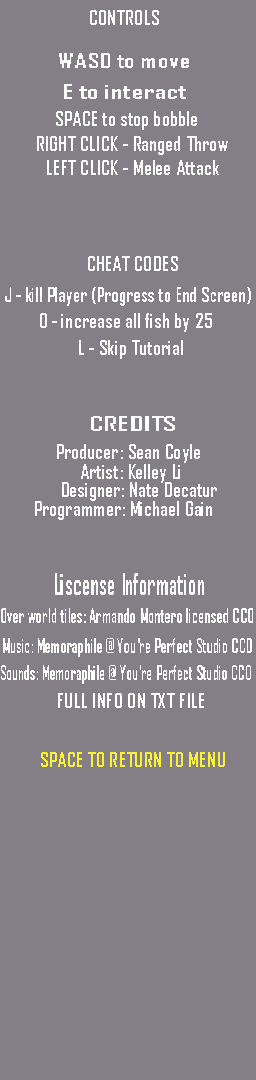 CONTROLS
WASD to move
E to interact
SPACE to stop bobble
RIGHT CLICK - Ranged Throw
LEFT CLICK - Melee Attack
CHEAT CODES
J - kill Player (Progress to End Screen)
O - increase all fish by 25
L - Skip Tutorial
CREDITS
Producer: Sean Coyle
Artist: Kelley Li
Designer: Nate Decatur
Programmer: Michael Gain
Liscense Information
Over world tiles: Armando Montero licensed CC0
Music: Memoraphile @ You're Perfect Studio CC0
Sounds: Memoraphile @ You're Perfect Studio CC0
FULL INFO ON TXT FILE
SPACE TO RETURN TO MENU